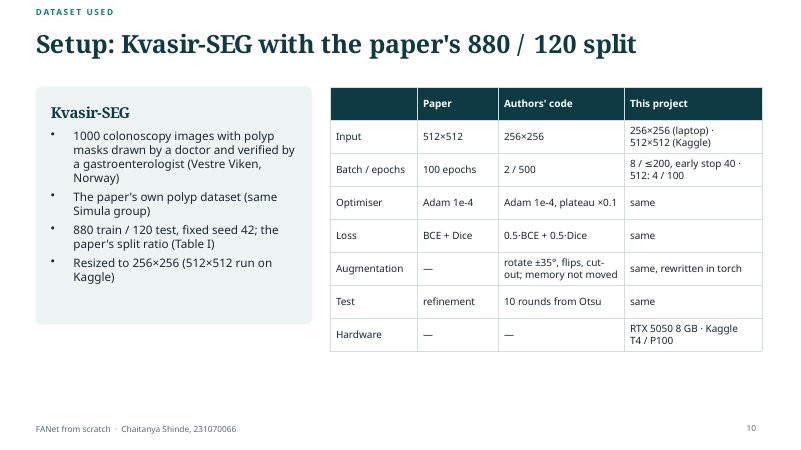 DATASET USED
Setup: Kvasir-SEG with the paper's 880 / 120 split
Kvasir-SEG
• 1000 colonoscopy images with polyp
masks drawn by a doctor and verified by
a gastroenterologist (Vestre Viken,
Norway)
• The paper's own polyp dataset (same
Simula group)
• 880 train / 120 test, fixed seed 42; the
paper's split ratio (Table I)
• Resized to 256×256 (512×512 run on
Kaggle)
Paper Authors' code This project
Input 512×512 256×256 256×256 (laptop) ·
512×512 (Kaggle)
Batch / epochs 100 epochs 2 / 500 8 / ≤200, early stop 40 ·
512: 4 / 100
Optimiser Adam 1e-4 Adam 1e-4, plateau ×0.1 same
Loss BCE + Dice 0.5·BCE + 0.5·Dice same
Augmentation — rotate ±35°, flips, cut-
out; memory not moved same, rewritten in torch
Test refinement 10 rounds from Otsu same
Hardware — — RTX 5050 8 GB · Kaggle
T4 / P100
FANet from scratch · Chaitanya Shinde, 231070066
10